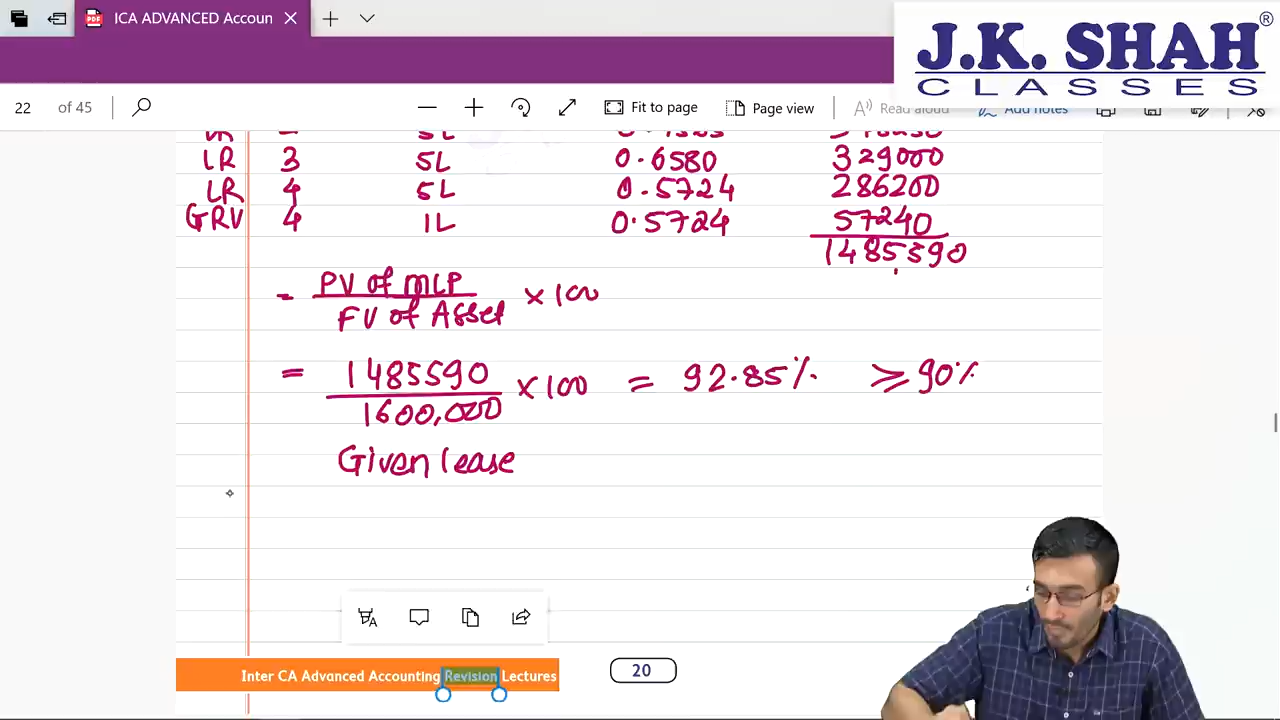 ICA ADVANCED Accoun
J.K. SHAH ®
CLASSES
22 of 45
Fit to page
Page view
Read aloud
Add notes
LR 3 5L 0.6580 329000
LR 4 5L 0.5724 286200
GRV 4 1L 0.5724 57240
1485590
= PV of MLP
FV of Asset × 100
= 1485590
1600,000 × 100 = 92.85% ≥ 90%
Given lease
Inter CA Advanced Accounting Revision Lectures
20